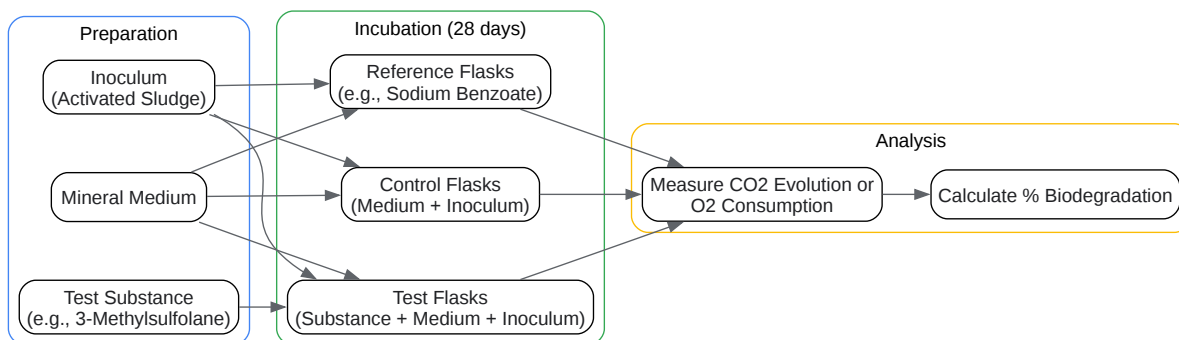 Preparation
Inoculum
(Activated Sludge)
Mineral Medium
Test Substance
(e.g., 3-Methylsulfolane)
Incubation (28 days)
Reference Flasks
(e.g., Sodium Benzoate)
Control Flasks
(Medium + Inoculum)
Test Flasks
(Substance + Medium + Inoculum)
Analysis
Measure CO2 Evolution or
O2 Consumption
Calculate % Biodegradation